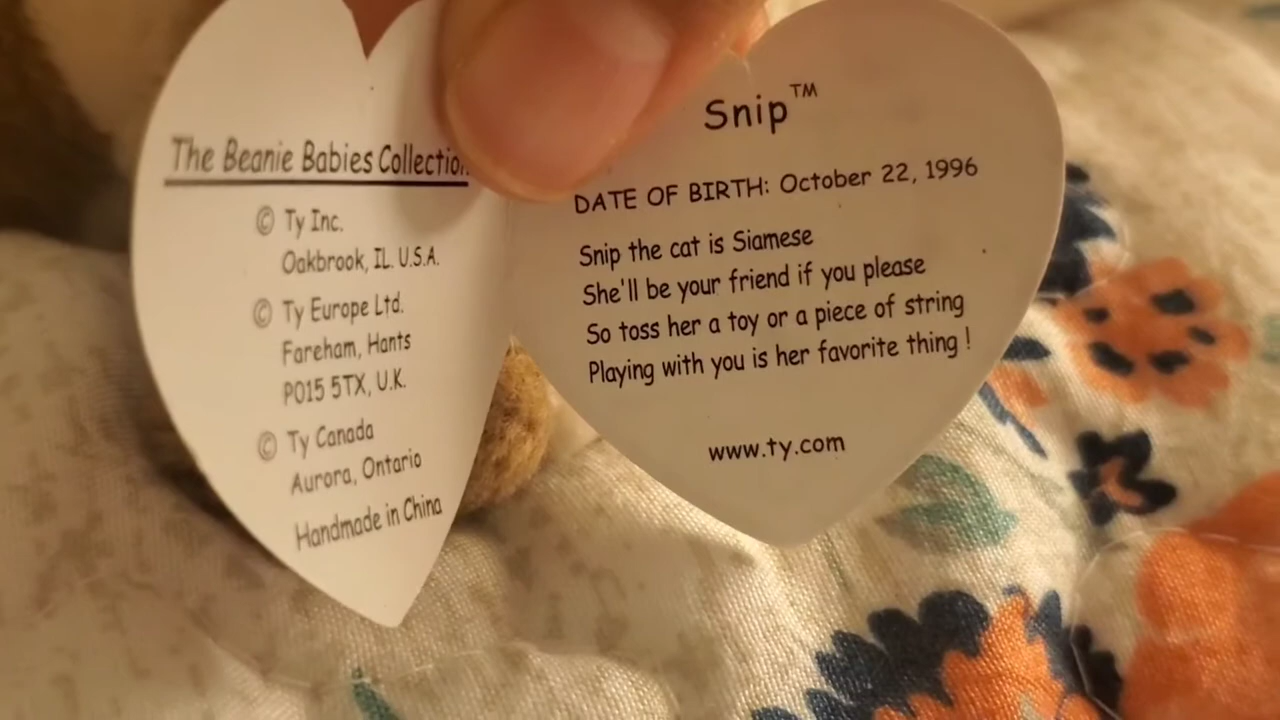 The Beanie Babies Collection
© Ty Inc.
Oakbrook, IL. U.S.A.
© Ty Europe Ltd.
Fareham, Hants
PO15 5TX, U.K.
© Ty Canada
Aurora, Ontario
Handmade in China
Snip™
DATE OF BIRTH: October 22, 1996
Snip the cat is Siamese
She'll be your friend if you please
So toss her a toy or a piece of string
Playing with you is her favorite thing !
www.ty.com